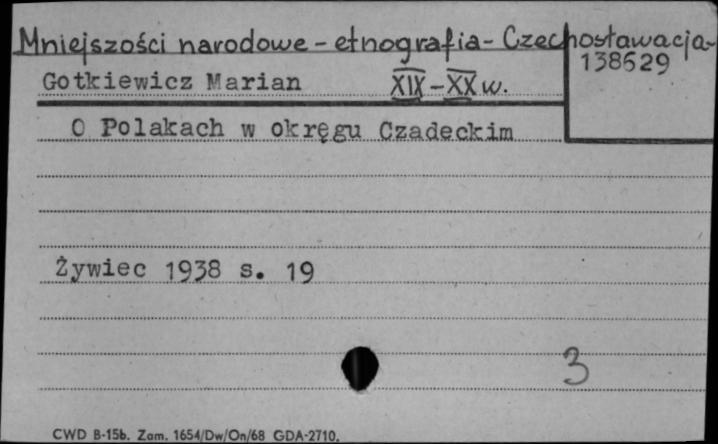 Mniejszości narodowe - etnografia - Czechosławacja -
138629
Gotkiewicz Marian XIX - XX w.
O Polakach w okręgu Czadeckim
Żywiec 1938 s. 19
3
CWD B-15b. Zam. 1654/Dw/On/68 GDA-2710.